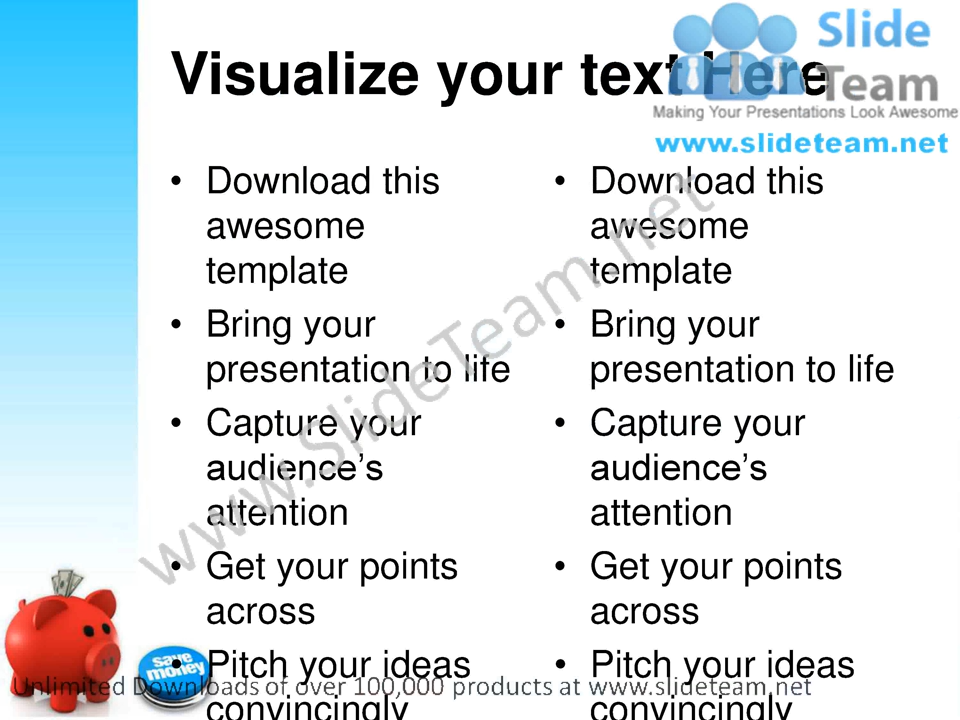 Visualize your text Here
Slide
Team
Making Your Presentations Look Awesome
www.slideteam.net
• Download this
awesome
template
• Bring your
presentation to life
• Capture your
audience’s
attention
• Get your points
across
• Pitch your ideas
convincingly
• Download this
awesome
template
• Bring your
presentation to life
• Capture your
audience’s
attention
• Get your points
across
• Pitch your ideas
convincingly
www.SlideTeam.net
save
money
Unlimited Downloads of over 100,000 products at www.slideteam.net